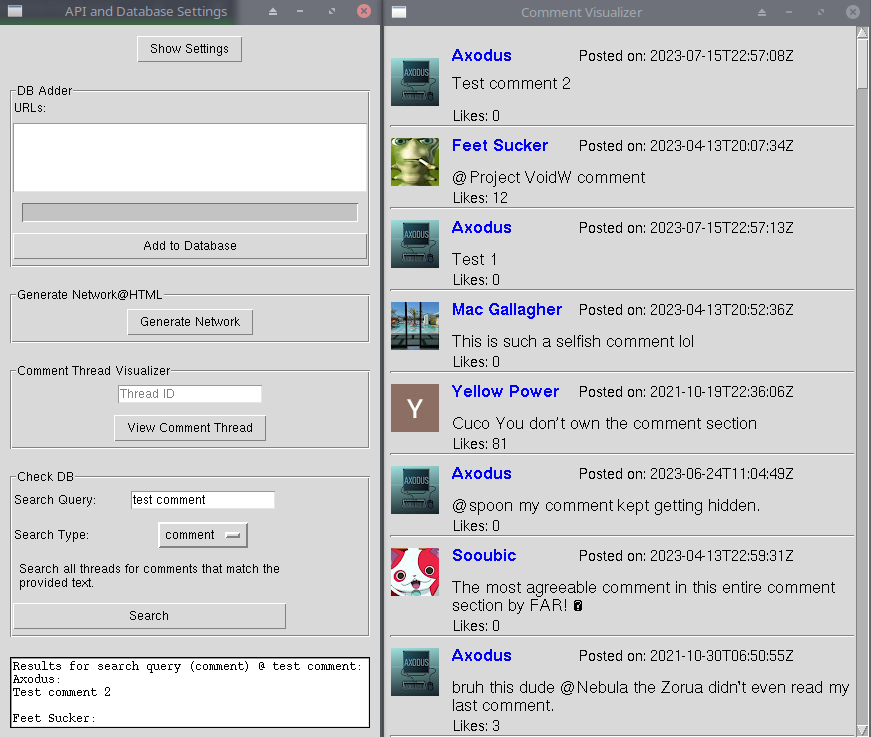 API and Database Settings
Show Settings
DB Adder
URLs:
Add to Database
Generate Network@HTML
Generate Network
Comment Thread Visualizer
Thread ID
View Comment Thread
Check DB
Search Query: test comment
Search Type: comment
Search all threads for comments that match the
provided text.
Search
Results for search query (comment) @ test comment:
Axodus:
Test comment 2
Feet Sucker:
Comment Visualizer
AXODUS
Axodus Posted on: 2023-07-15T22:57:08Z
Test comment 2
Likes: 0
Feet Sucker Posted on: 2023-04-13T20:07:34Z
@Project VoidW comment
Likes: 12
AXODUS
Axodus Posted on: 2023-07-15T22:57:13Z
Test 1
Likes: 0
Mac Gallagher Posted on: 2023-04-13T20:52:36Z
This is such a selfish comment lol
Likes: 0
Y
Yellow Power Posted on: 2021-10-19T22:36:06Z
Cuco You don't own the comment section
Likes: 81
AXODUS
Axodus Posted on: 2023-06-24T11:04:49Z
@spoon my comment kept getting hidden.
Likes: 0
Sooubic Posted on: 2023-04-13T22:59:31Z
The most agreeable comment in this entire comment
section by FAR!
Likes: 0
AXODUS
Axodus Posted on: 2021-10-30T06:50:55Z
bruh this dude @Nebula the Zorua didn't even read my
last comment.
Likes: 3